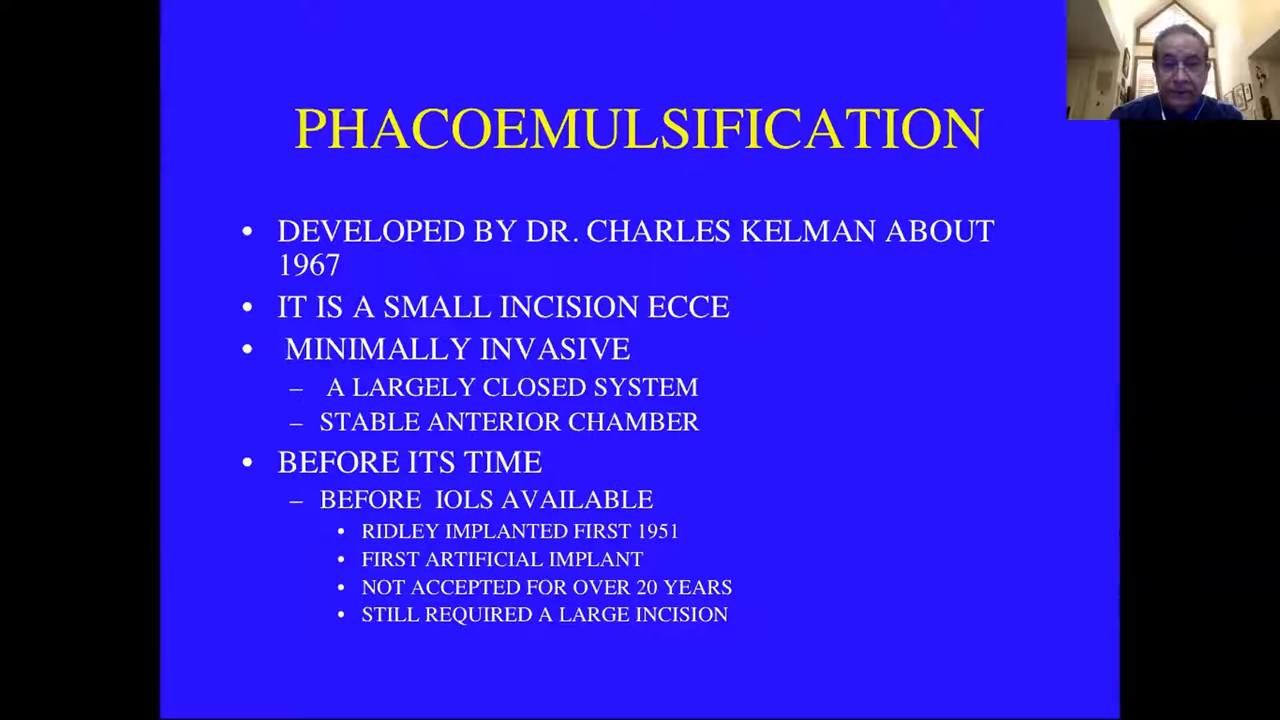 PHACOEMULSIFICATION
• DEVELOPED BY DR. CHARLES KELMAN ABOUT
1967
• IT IS A SMALL INCISION ECCE
• MINIMALLY INVASIVE
– A LARGELY CLOSED SYSTEM
– STABLE ANTERIOR CHAMBER
• BEFORE ITS TIME
– BEFORE IOLS AVAILABLE
• RIDLEY IMPLANTED FIRST 1951
• FIRST ARTIFICIAL IMPLANT
• NOT ACCEPTED FOR OVER 20 YEARS
• STILL REQUIRED A LARGE INCISION